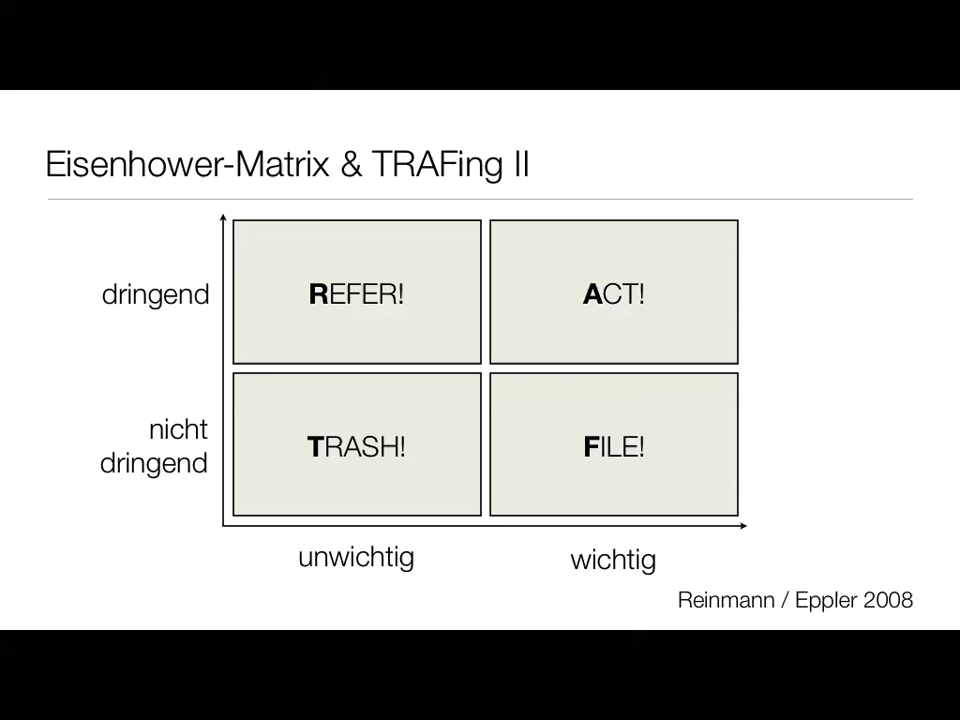 Eisenhower-Matrix & TRAFing II
dringend
REFER!
ACT!
nicht
dringend
TRASH!
FILE!
unwichtig
wichtig
Reinmann / Eppler 2008